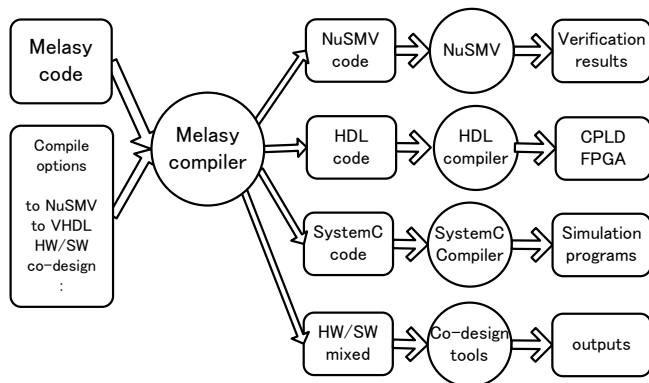 Melasy
code
Compile
options
to NuSMV
to VHDL
HW/SW
co-design
:
Melasy
compiler
NuSMV
code
NuSMV
Verification
results
HDL
code
HDL
compiler
CPLD
FPGA
SystemC
code
SystemC
Compiler
Simulation
programs
HW/SW
mixed
Co-design
tools
outputs